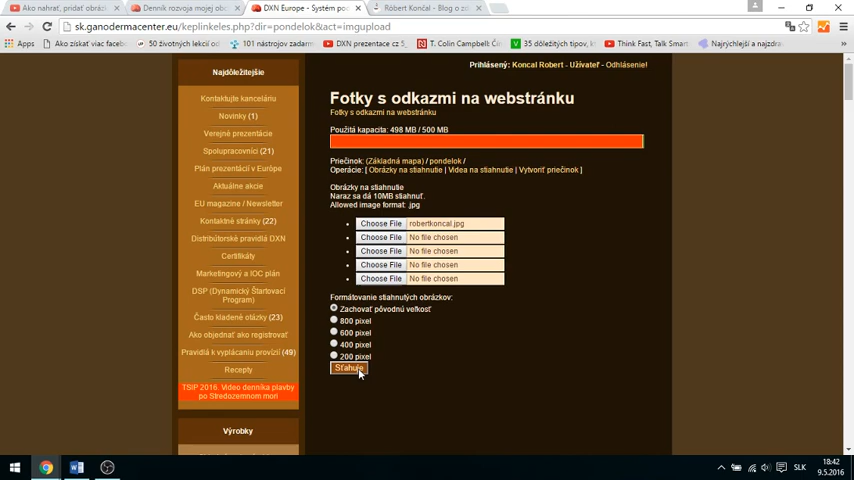 Ako nahrať, pridať obráz
Denník rozvoja mojej ob
DXN Europe - Systém po
Róbert Končal - Blog o z
sk.ganodermacenter.eu/keplinkeles.php?dir=pondelok&act=imgupload
Apps
Ako získať viac faceb
50 životných lekcií od
101 nástrojov zadarm
DXN prezentace cz 5
T. Colin Campbell Čí
35 dôležitých typov, k
Think Fast, Talk Smar
Najrýchlejší a najzdra
Prihlásený: Koncal Robert - Užívateľ - Odhlásenie!
Najdôležitejšie
Kontaktujte kanceláriu
Novinky (1)
Verejné prezentácie
Spolupracovníci (21)
Plán prezentácií v Európe
Aktuálne akcie
EU magazine / Newsletter
Kontaktné stránky (22)
Distribútorské pravidlá DXN
Certifikáty
Marketingový a IOC plán
DSP (Dynamický Štartovací
Program)
Často kladené otázky (23)
Ako objednať ako registrovať
Pravidlá k vyplácaniu provízií (49)
Recepty
TSIP 2016. Video denníka plavby
po Stredozemnom mori
Výrobky
Fotky s odkazmi na webstránku
Fotky s odkazmi na webstránku
Použitá kapacita: 498 MB / 500 MB
Priečinok: (Základná mapa) / pondelok /
Operácie: [ Obrázky na stiahnutie | Videa na stiahnutie | Vytvoriť priečinok ]
Obrázky na stiahnutie
Naraz sa dá 10MB stiahnuť.
Allowed image format: .jpg
Choose File robertkoncal.jpg
Choose File No file chosen
Choose File No file chosen
Choose File No file chosen
Choose File No file chosen
Formátovanie stiahnutých obrázkov:
Zachovať pôvodnú veľkosť
800 pixel
600 pixel
400 pixel
200 pixel
Sťahuje
SLK
18:42
9.5.2016